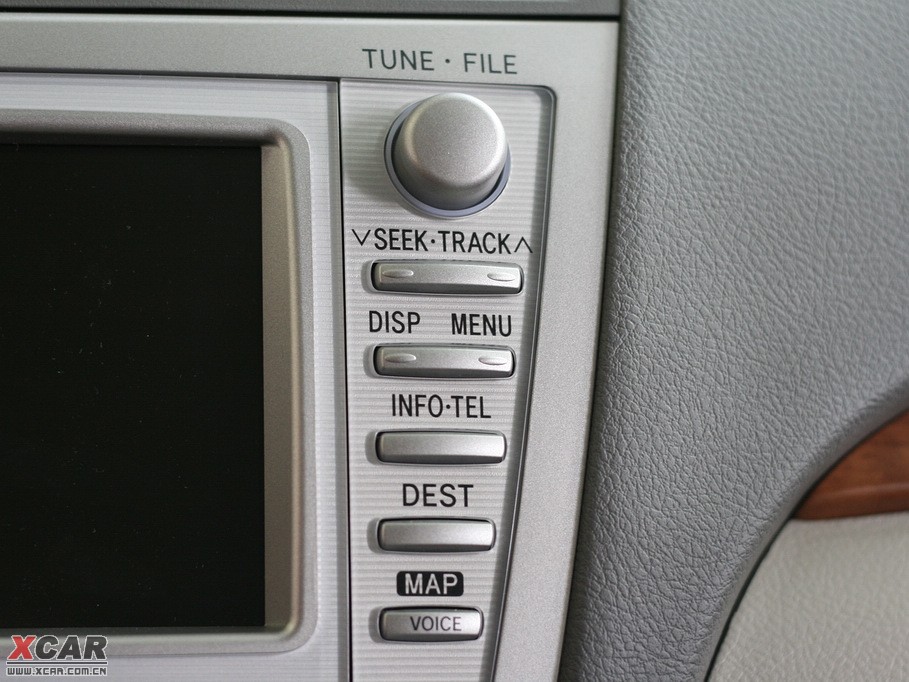 TUNE · FILE
∨SEEK·TRACK∧
DISP MENU
INFO·TEL
DEST
MAP
VOICE
XCAR
WWW.XCAR.COM.CN